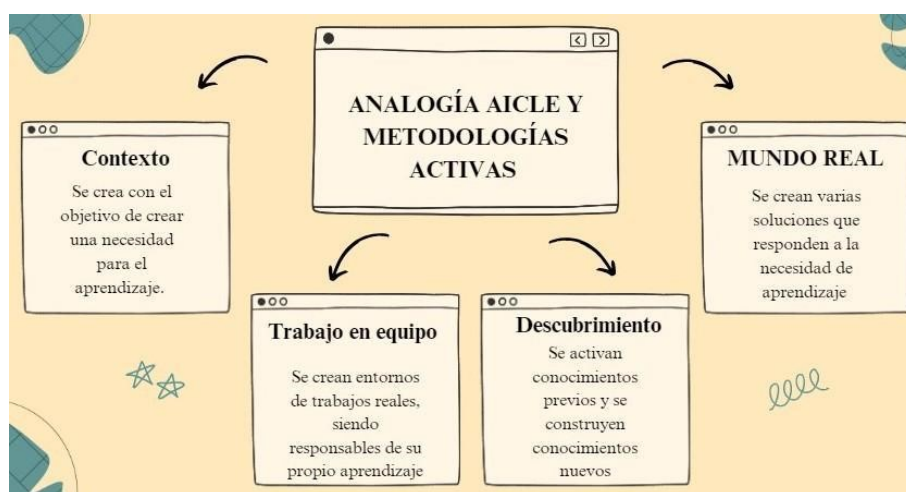 ANALOGÍA AICLE Y
METODOLOGÍAS
ACTIVAS
Contexto
Se crea con el
objetivo de crear
una necesidad
para el
aprendizaje.
Trabajo en equipo
Se crean entornos
de trabajos reales,
siendo
responsables de su
propio aprendizaje
Descubrimiento
Se activan
conocimientos
previos y se
construyen
conocimientos
nuevos
MUNDO REAL
Se crean varias
soluciones que
responden a la
necesidad de
aprendizaje